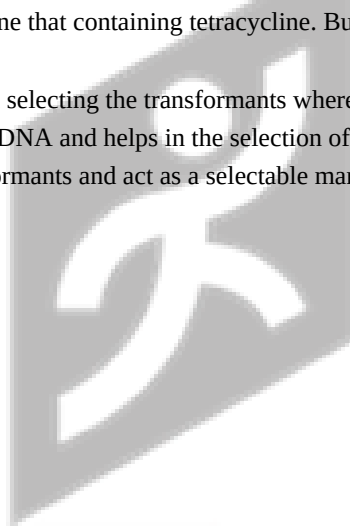 ne that containing tetracycline. Bu
selecting the transformants where
DNA and helps in the selection of
rmants and act as a selectable mar